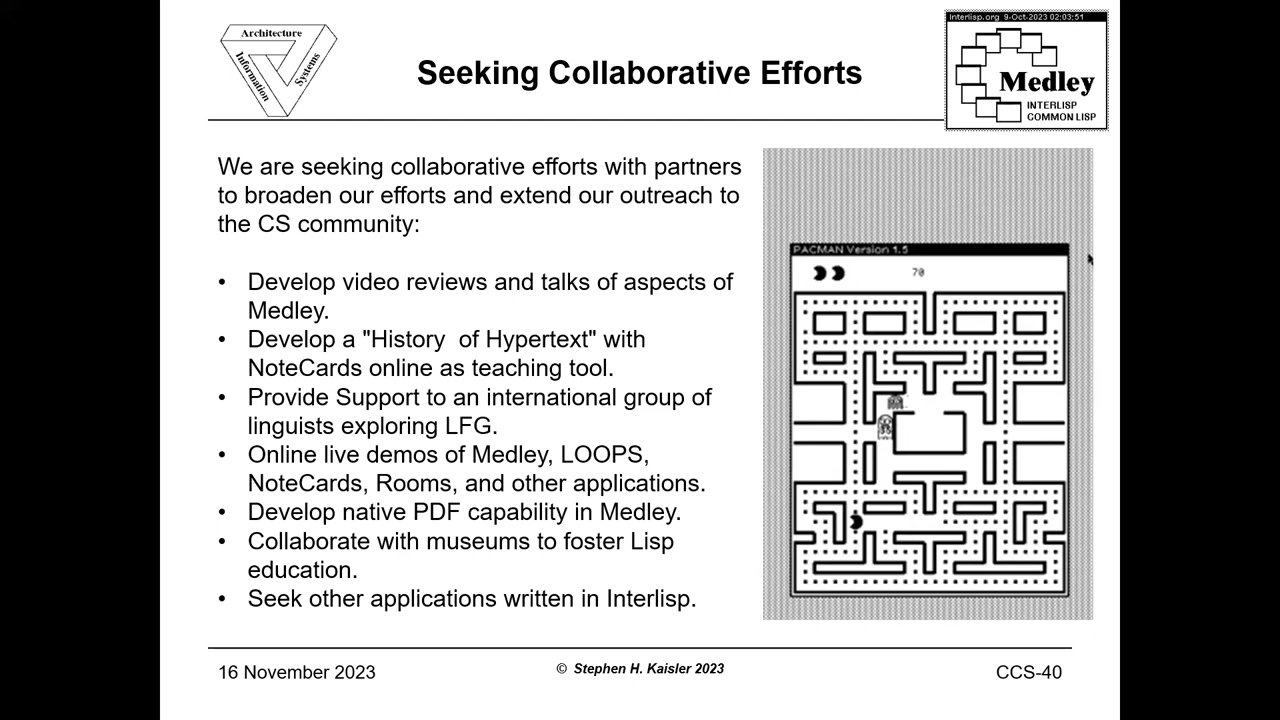 Architecture
Information
Systems
Seeking Collaborative Efforts
Interlisp.org 9-Oct-2023 02:03:51
Medley
INTERLISP
COMMON LISP
We are seeking collaborative efforts with partners
to broaden our efforts and extend our outreach to
the CS community:
• Develop video reviews and talks of aspects of
Medley.
• Develop a "History  of Hypertext" with
NoteCards online as teaching tool.
• Provide Support to an international group of
linguists exploring LFG.
• Online live demos of Medley, LOOPS,
NoteCards, Rooms, and other applications.
• Develop native PDF capability in Medley.
• Collaborate with museums to foster Lisp
education.
• Seek other applications written in Interlisp.
PACMAN Version 1.5
70
16 November 2023
© Stephen H. Kaisler 2023
CCS-40